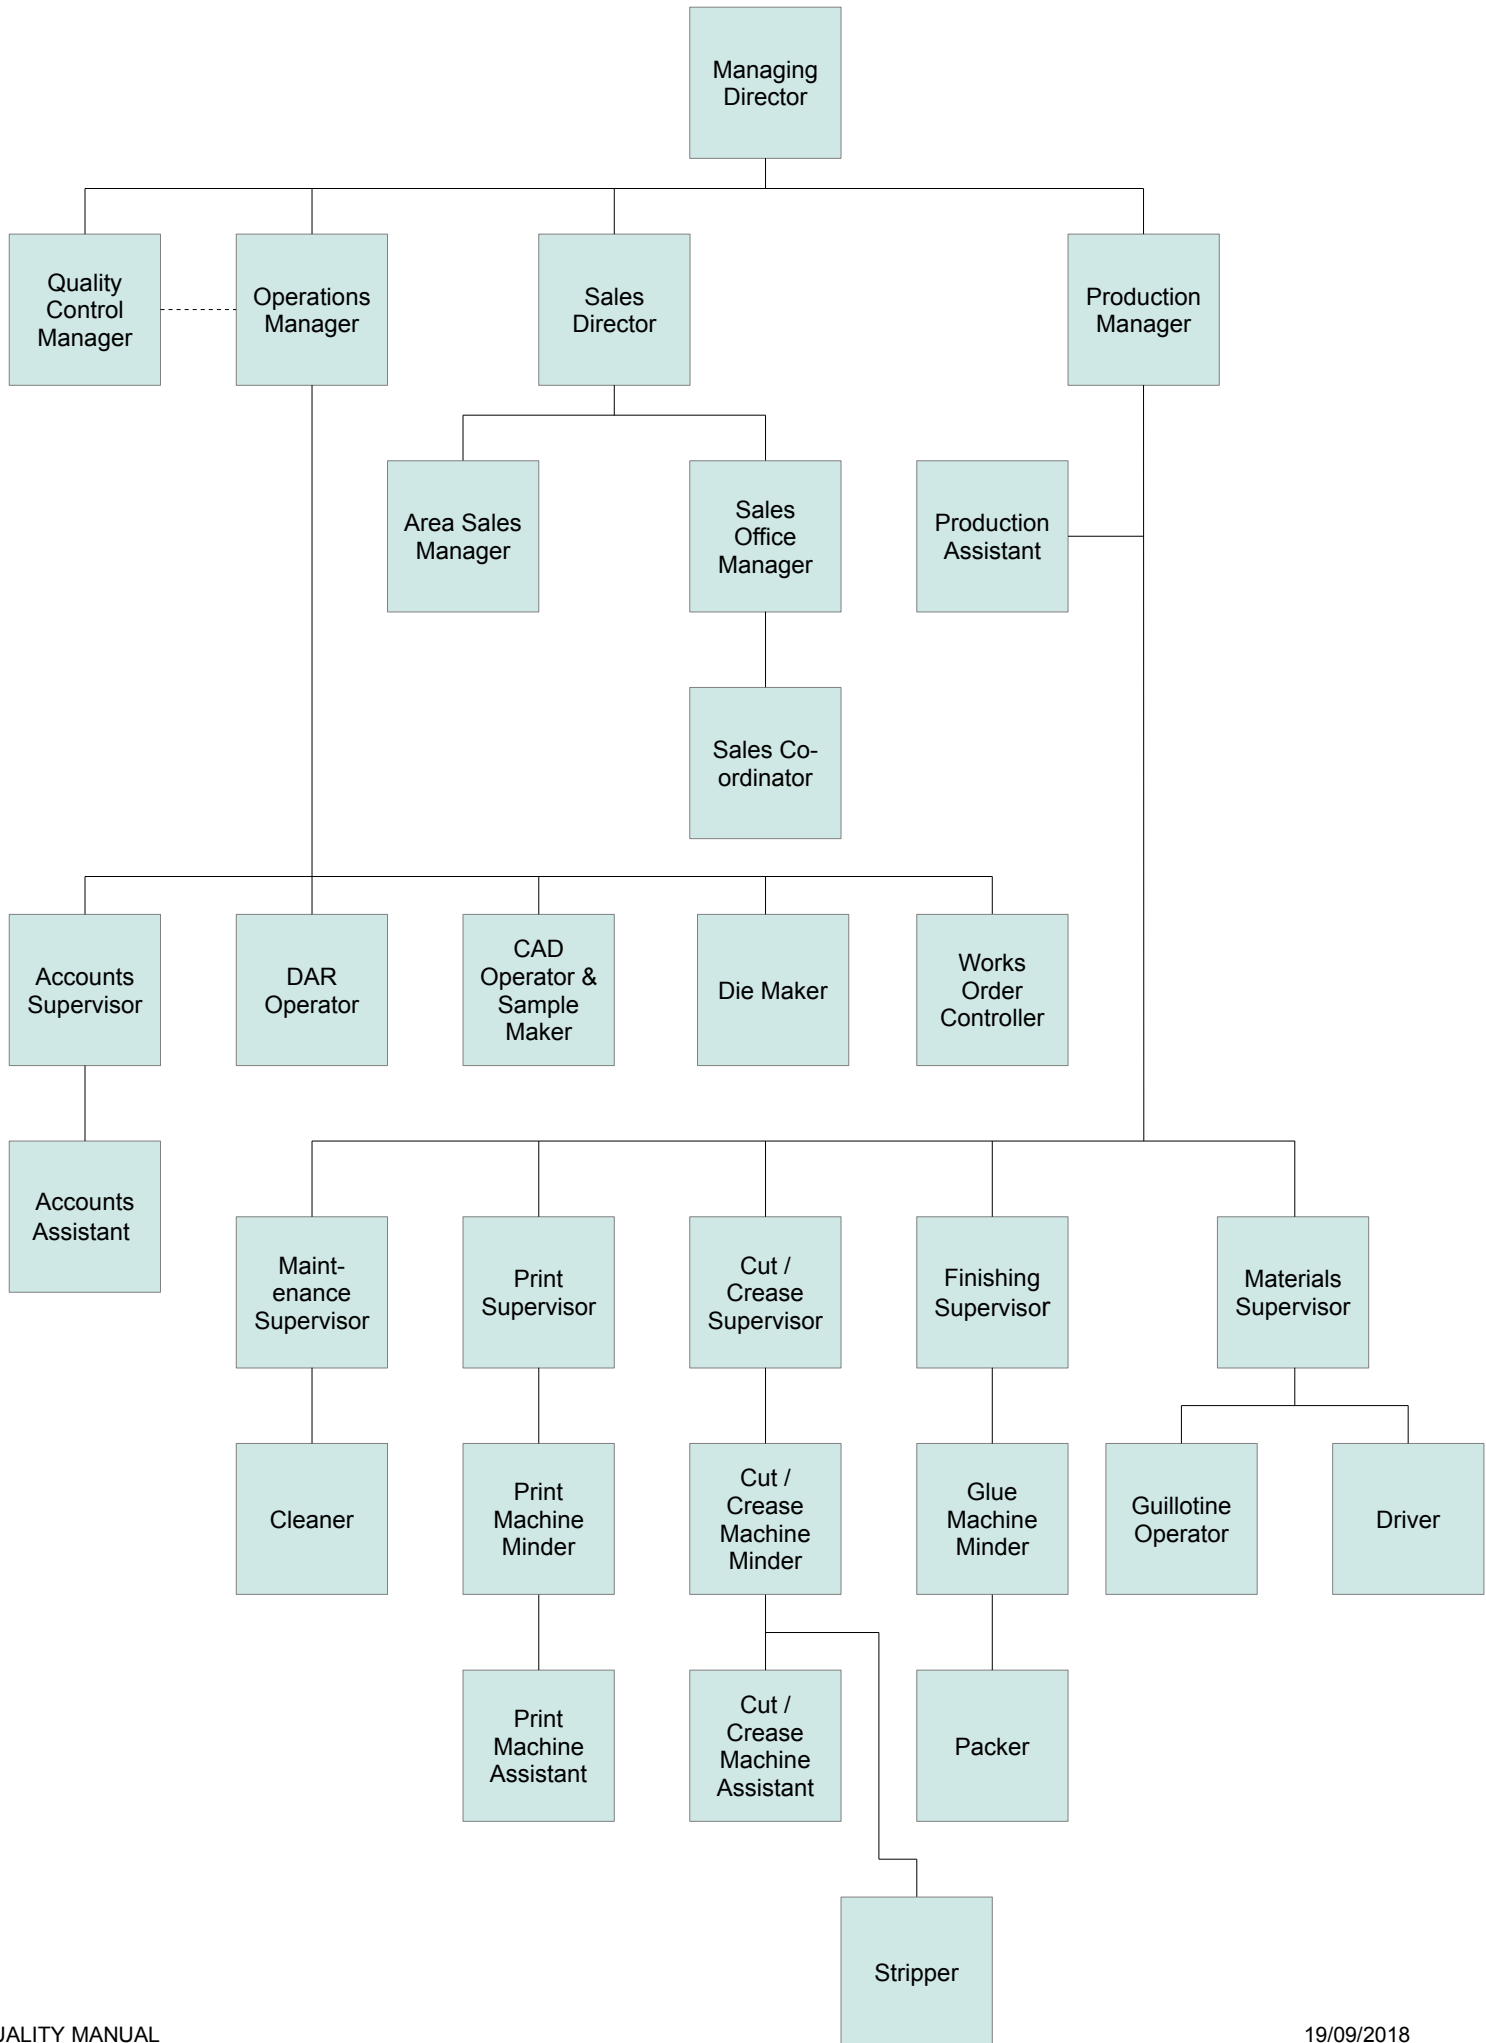 Managing
Director
Quality
Control
Manager
Operations
Manager
Sales
Director
Production
Manager
Area Sales
Manager
Sales
Office
Manager
Production
Assistant
Sales Co-
ordinator
Accounts
Supervisor
DAR
Operator
CAD
Operator &
Sample
Maker
Die Maker
Works
Order
Controller
Accounts
Assistant
Maint-
enance
Supervisor
Print
Supervisor
Cut /
Crease
Supervisor
Finishing
Supervisor
Materials
Supervisor
Cleaner
Print
Machine
Minder
Cut /
Crease
Machine
Minder
Glue
Machine
Minder
Guillotine
Operator
Driver
Print
Machine
Assistant
Cut /
Crease
Machine
Assistant
Packer
Stripper
UALITY MANUAL
19/09/2018